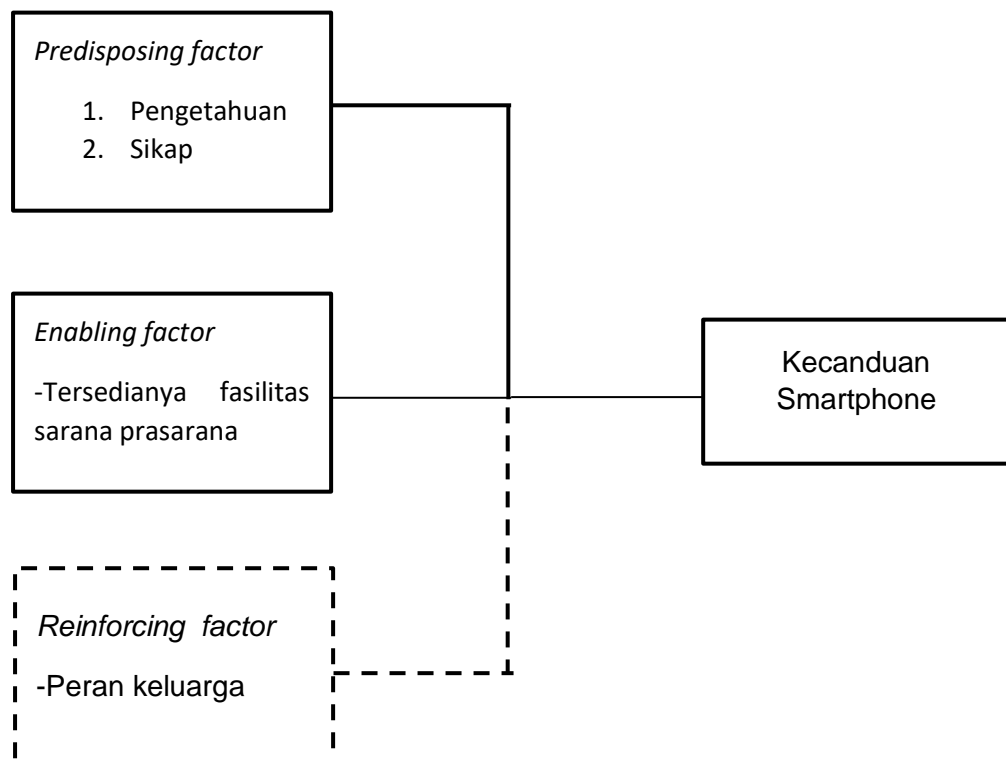 Predisposing factor
1. Pengetahuan
2. Sikap
Enabling factor
-Tersedianya fasilitas
sarana prasarana
Kecanduan
Smartphone
Reinforcing factor
-Peran keluarga